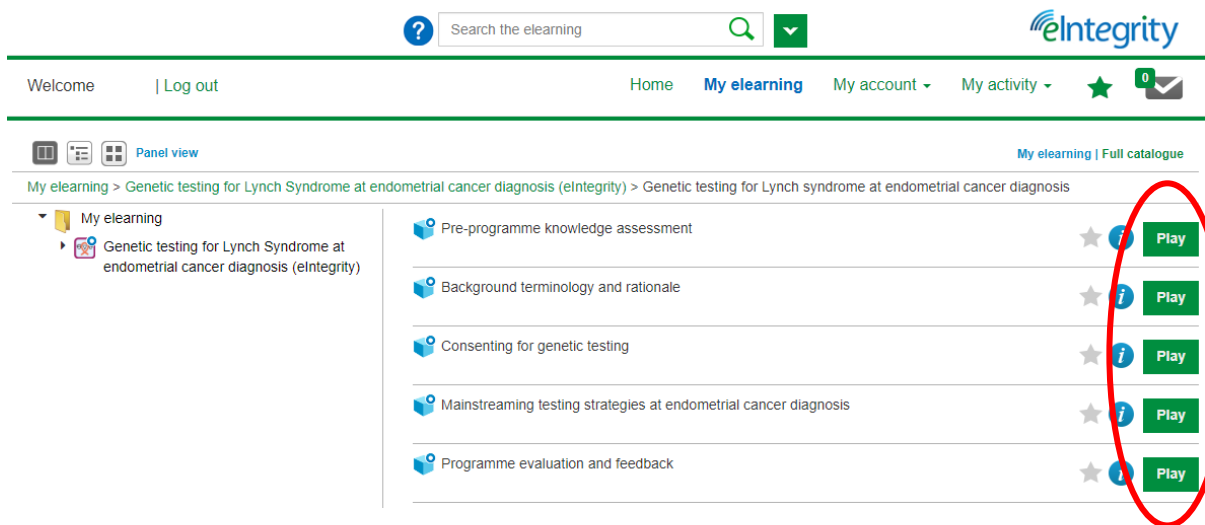 ? Search the elearning eIntegrity
Welcome | Log out Home My elearning My account My activity 0
Panel view My elearning | Full catalogue
My elearning > Genetic testing for Lynch Syndrome at endometrial cancer diagnosis (eIntegrity) > Genetic testing for Lynch syndrome at endometrial cancer diagnosis
My elearning
Genetic testing for Lynch Syndrome at
endometrial cancer diagnosis (eIntegrity)
Pre-programme knowledge assessment i Play
Background terminology and rationale i Play
Consenting for genetic testing i Play
Mainstreaming testing strategies at endometrial cancer diagnosis i Play
Programme evaluation and feedback i Play